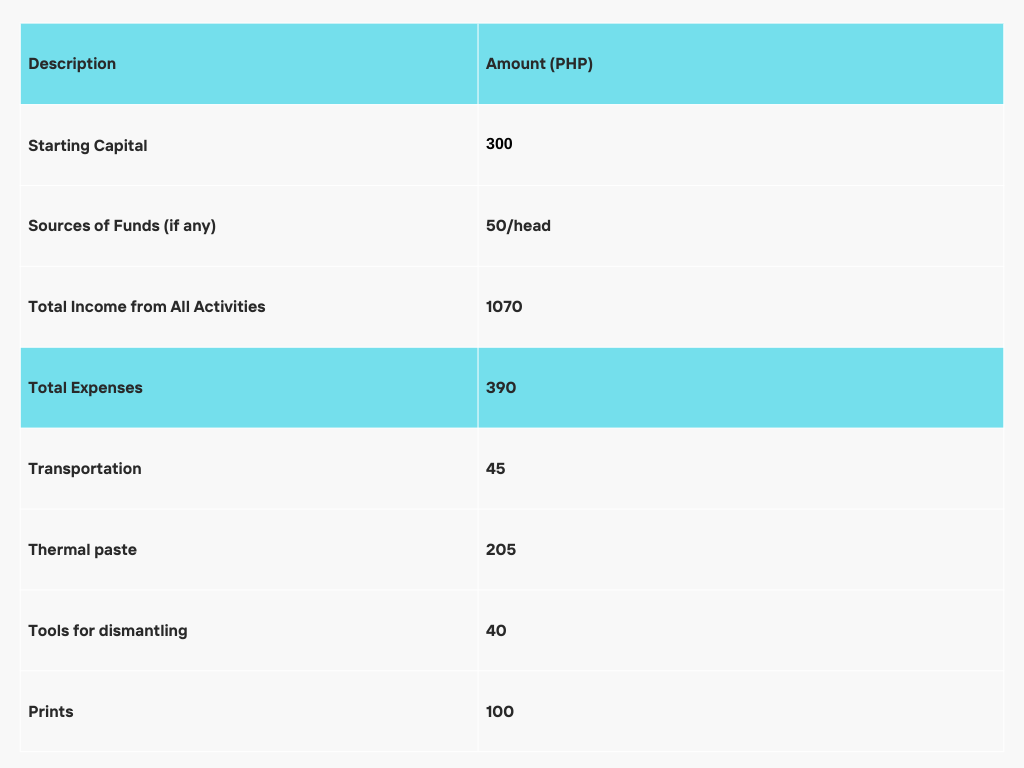 Description Amount (PHP)
Starting Capital 300
Sources of Funds (if any) 50/head
Total Income from All Activities 1070
Total Expenses 390
Transportation 45
Thermal paste 205
Tools for dismantling 40
Prints 100